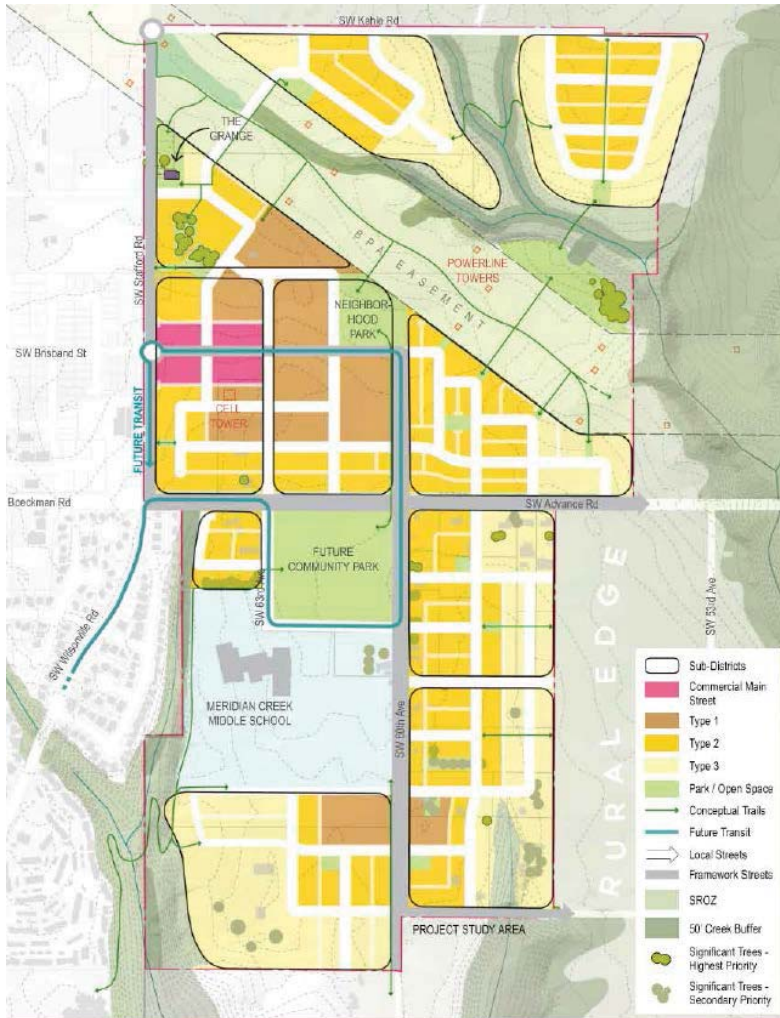 SW Kahle Rd
THE
GRANGE
SW Stafford Rd
BPA EASEMENT
POWERLINE
TOWERS
NEIGHBOR-
HOOD PARK
SW Brisband St
CELL
TOWER
FUTURE TRANSIT
Boeckman Rd
SW Advance Rd
FUTURE
COMMUNITY PARK
SW 63rd Ave
SW Wilsonville Rd
SW 53rd Ave
MERIDIAN CREEK
MIDDLE SCHOOL
SW 60th Ave
RURAL EDGE
PROJECT STUDY AREA
Sub-Districts
Commercial Main
Street
Type 1
Type 2
Type 3
Park / Open Space
Conceptual Trails
Future Transit
Local Streets
Framework Streets
SROZ
50' Creek Buffer
Significant Trees -
Highest Priority
Significant Trees -
Secondary Priority